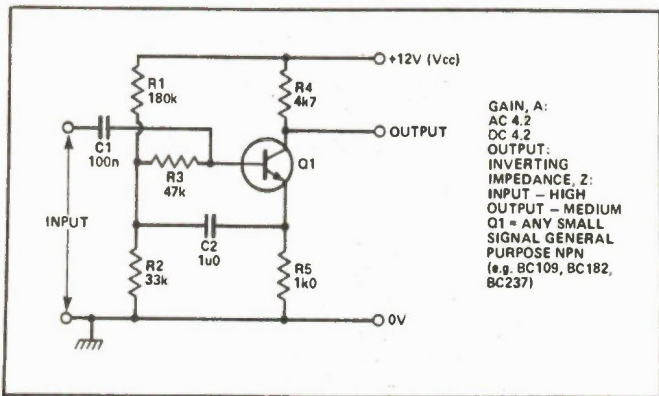 +12V (Vcc)
R1
180k
R4
4k7
C1
100n
OUTPUT
Q1
R3
47k
INPUT
C2
1u0
R2
33k
R5
1k0
0V
GAIN, A:
AC 4.2
DC 4.2
OUTPUT:
INVERTING
IMPEDANCE, Z:
INPUT – HIGH
OUTPUT – MEDIUM
Q1 = ANY SMALL
SIGNAL GENERAL
PURPOSE NPN
(e.g. BC109, BC182,
BC237)